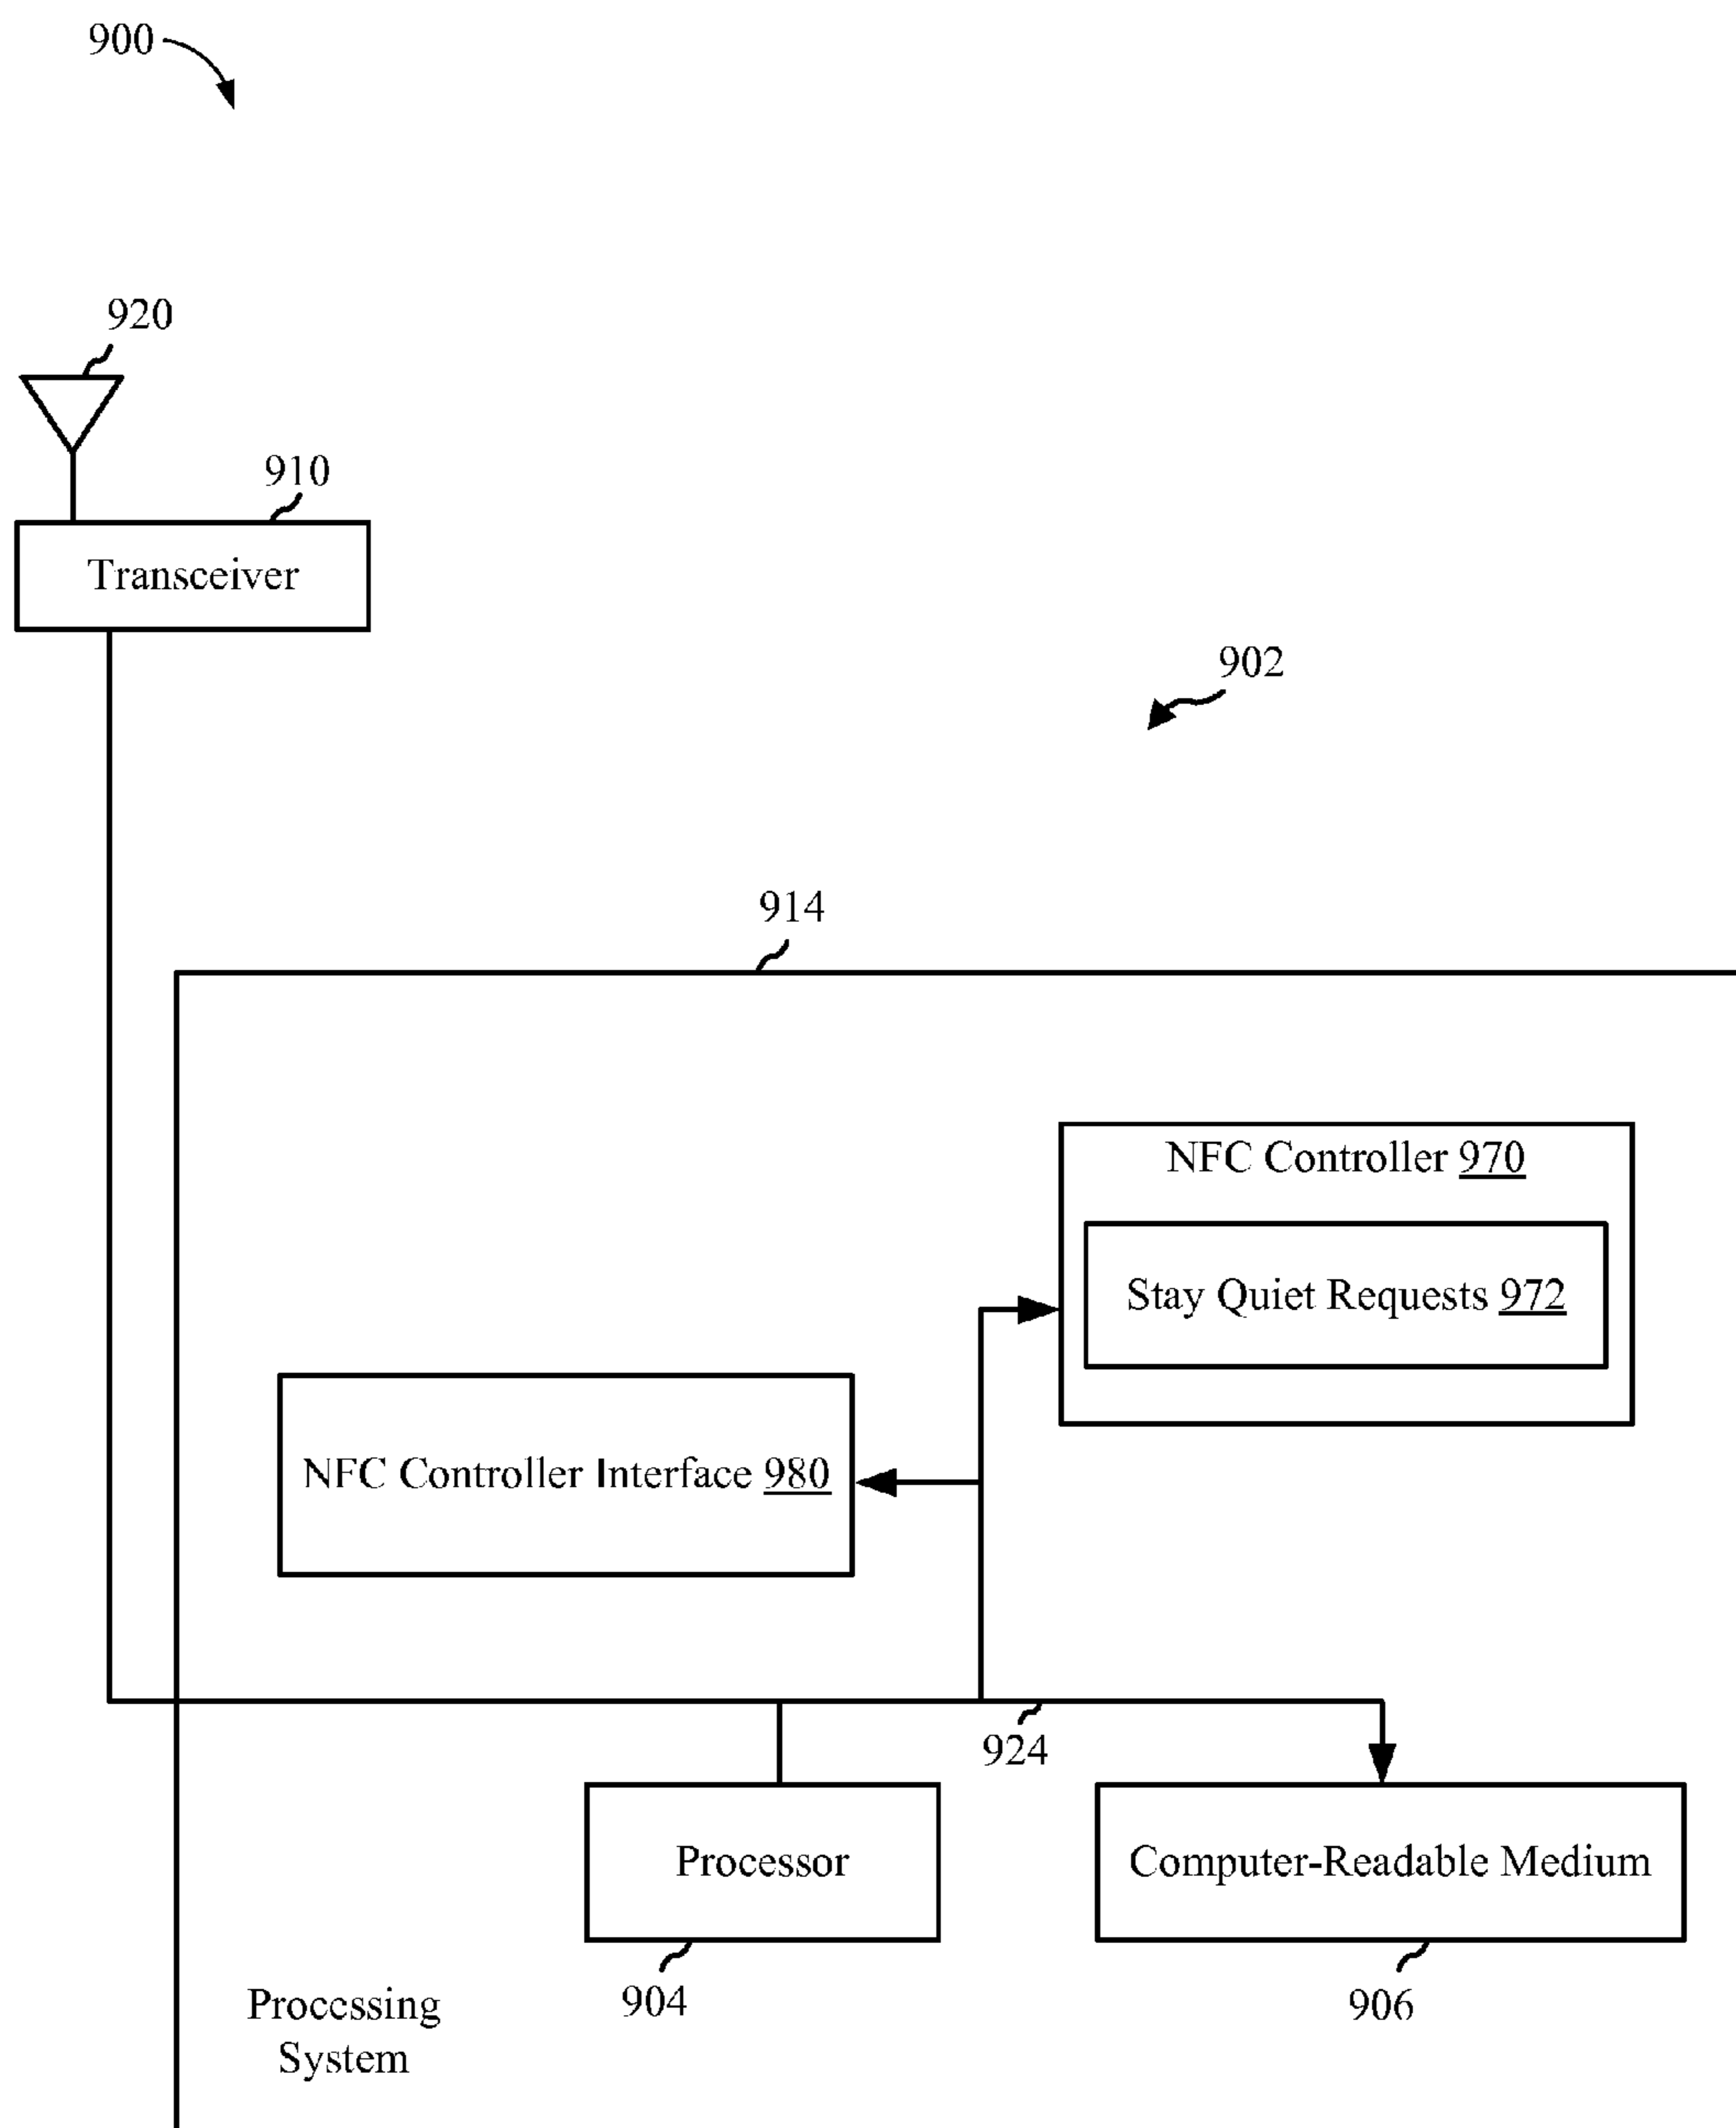 900
920
910
Transceiver
902
914
NFC Controller 970
Stay Quiet Requests 972
NFC Controller Interface 980
924
Processor
Computer-Readable Medium
904
906
Processing
System